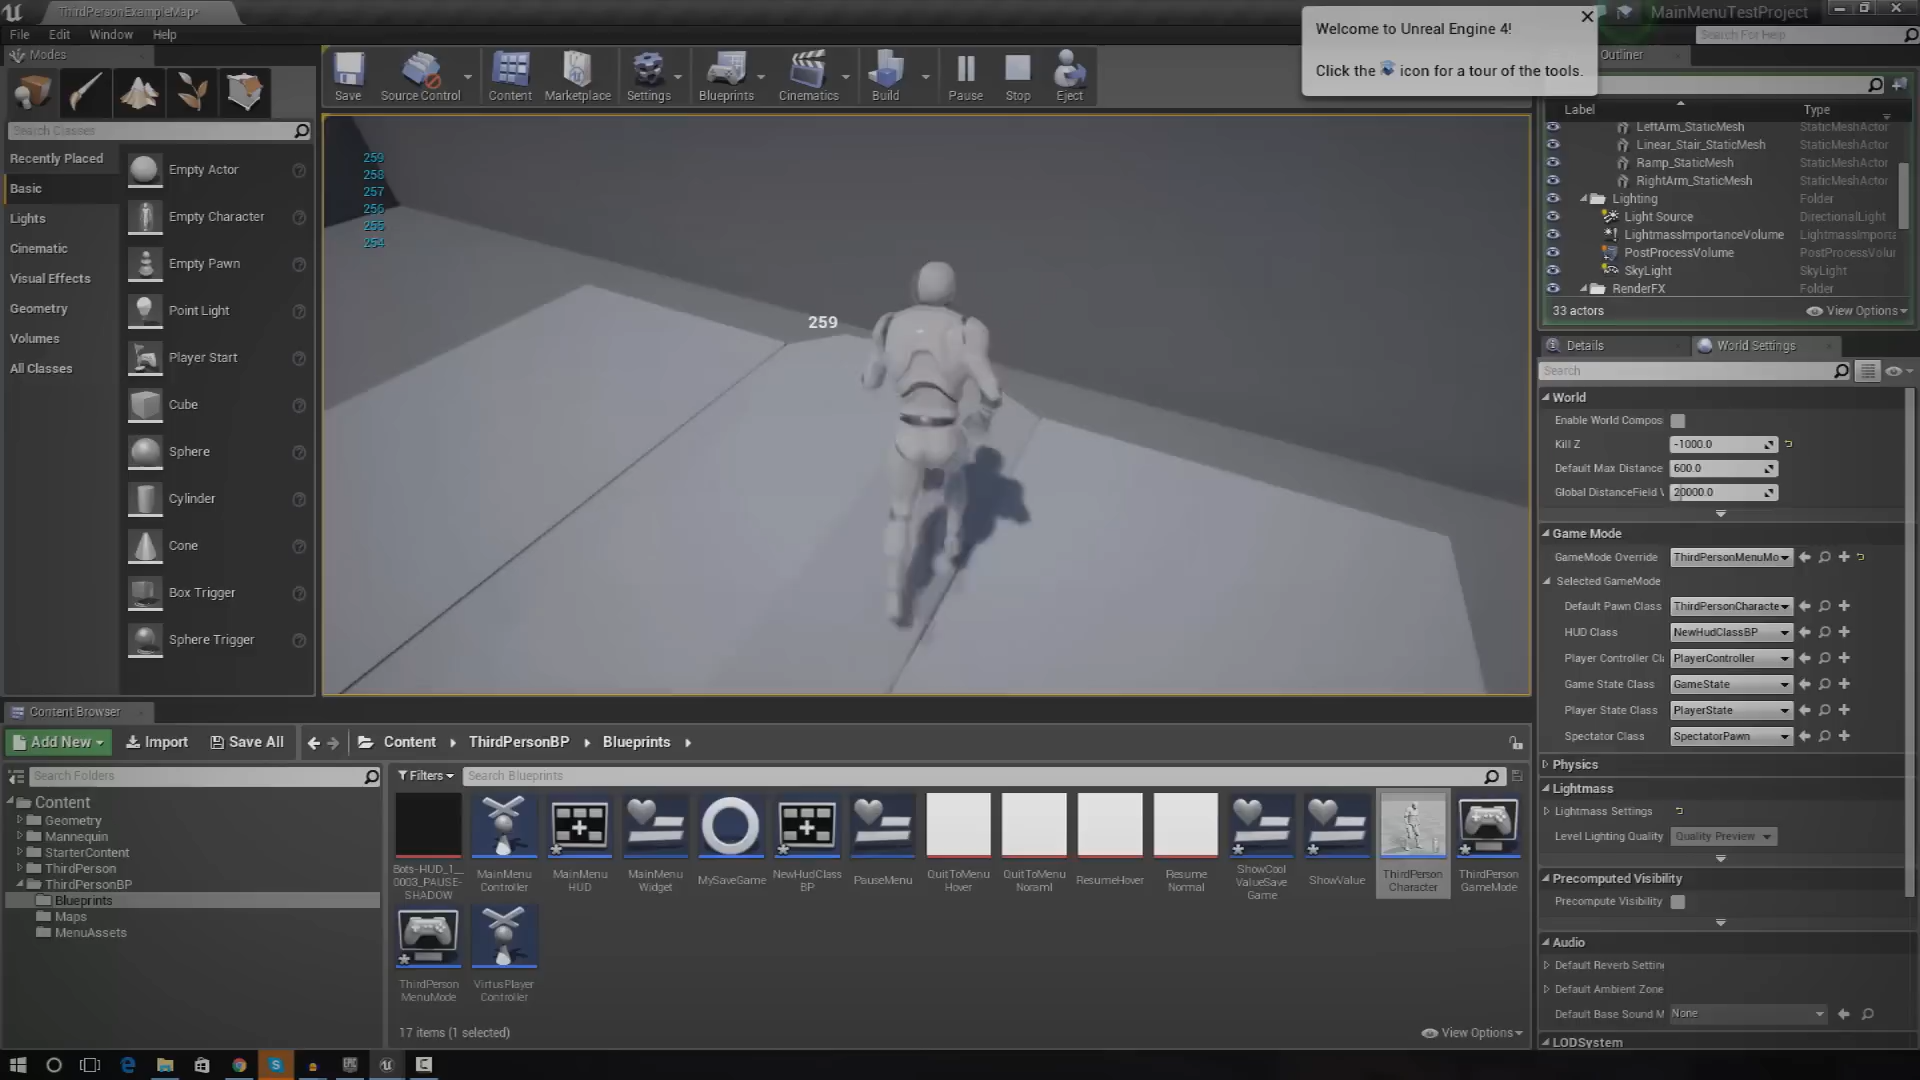 ThirdPersonExampleMap*
MainMenuTestProject
File Edit Window Help
Search For Help
Welcome to Unreal Engine 4!
Click the icon for a tour of the tools.
Modes
Outliner
Save
Source Control
Content
Marketplace
Settings
Blueprints
Cinematics
Build
Pause
Stop
Eject
Search Classes
Recently Placed
Basic
Lights
Cinematic
Visual Effects
Geometry
Volumes
All Classes
Empty Actor
Empty Character
Empty Pawn
Point Light
Player Start
Cube
Sphere
Cylinder
Cone
Box Trigger
Sphere Trigger
259
258
257
256
255
254
259
Label Type
LeftArm_StaticMesh StaticMeshActor
Linear_Stair_StaticMesh StaticMeshActor
Ramp_StaticMesh StaticMeshActor
RightArm_StaticMesh StaticMeshActor
Lighting Folder
Light Source DirectionalLight
LightmassImportanceVolume LightmassImporta
PostProcessVolume PostProcessVolur
SkyLight SkyLight
RenderFX Folder
33 actors View Options
Details World Settings
Search
World
Enable World Compos
Kill Z -1000.0
Default Max Distance 600.0
Global DistanceField V 20000.0
Game Mode
GameMode Override ThirdPersonMenuMo
Selected GameMode
Default Pawn Class ThirdPersonCharacte
HUD Class NewHudClassBP
Player Controller Cl PlayerController
Game State Class GameState
Player State Class PlayerState
Spectator Class SpectatorPawn
Physics
Lightmass
Lightmass Settings
Level Lighting Quality Quality Preview
Precomputed Visibility
Precompute Visibility
Audio
Default Reverb Settin
Default Ambient Zone
Default Base Sound M None
LODSystem
Content Browser
Add New Import Save All Content ThirdPersonBP Blueprints
Search Folders
Filters Search Blueprints
Content
Geometry
Mannequin
StarterContent
ThirdPerson
ThirdPersonBP
Blueprints
Maps
MenuAssets
Bots-HUD_1__
0003_PAUSE-
SHADOW
MainMenu
Controller
MainMenu
HUD
MainMenu
Widget
MySaveGame
NewHudClass
BP
PauseMenu
QuitToMenu
Hover
QuitToMenu
Noraml
ResumeHover
Resume
Normal
ShowCool
ValueSave
Game
ShowValue
ThirdPerson
Character
ThirdPerson
GameMode
ThirdPerson
MenuMode
VirtusPlayer
Controller
17 items (1 selected)
View Options